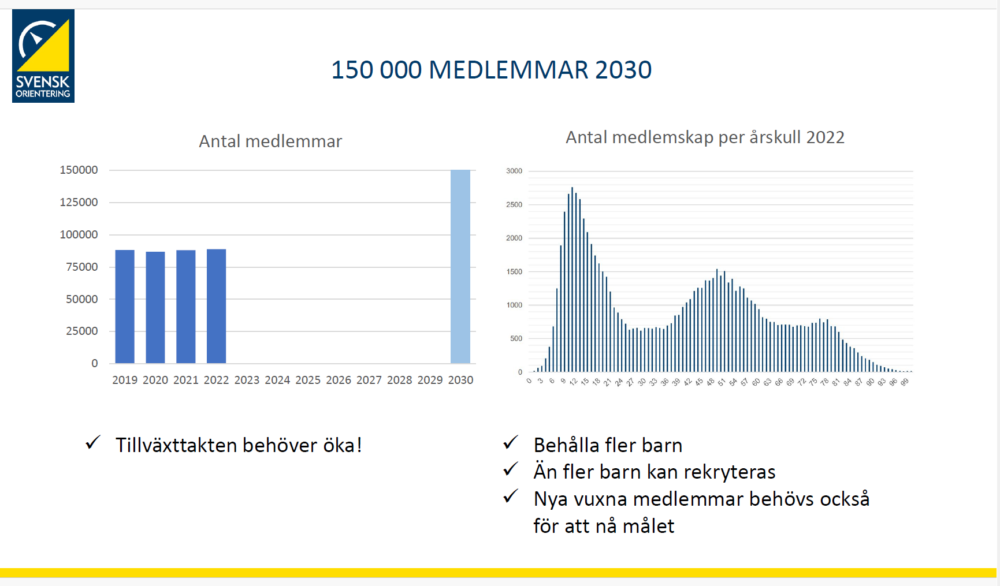 SVENSK
ORIENTERING
150 000 MEDLEMMAR 2030
Antal medlemmar
150000
125000
100000
75000
50000
25000
0
2019 2020 2021 2022 2023 2024 2025 2026 2027 2028 2029 2030
Tillväxttakten behöver öka!
Antal medlemskap per årskull 2022
3000
2500
2000
1500
1000
500
0
0 3 6 9 12 15 18 21 24 27 30 33 36 39 42 45 48 51 54 57 60 63 66 69 72 75 78 81 84 87 90 93 96 99
Behålla fler barn
Än fler barn kan rekryteras
Nya vuxna medlemmar behövs också
för att nå målet